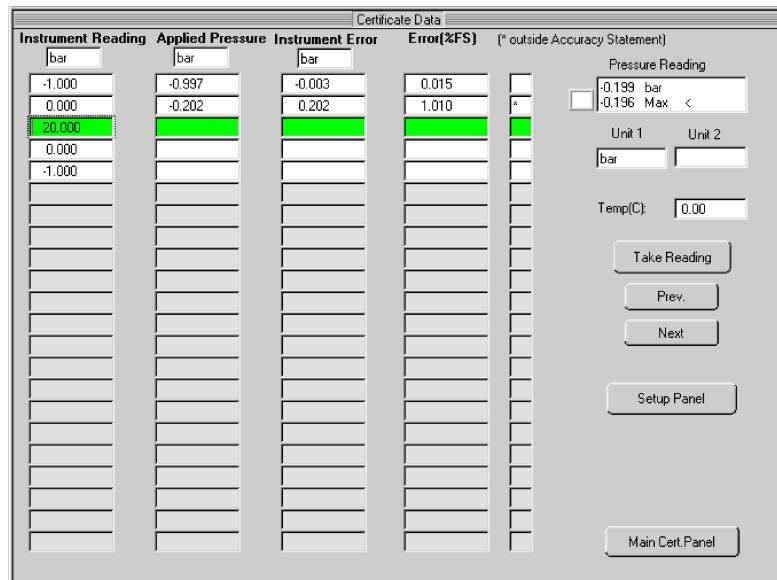 Certificate Data
Instrument Reading Applied Pressure Instrument Error Error(%FS) (* outside Accuracy Statement)
bar bar bar
Pressure Reading
-1.000 -0.997 -0.003 0.015
0.000 -0.202 0.202 1.010 *
-0.199 bar
-0.196 Max <
20.000
Unit 1 Unit 2
0.000
bar
-1.000
Temp(C): 0.00
Take Reading
Prev.
Next
Setup Panel
Main Cert.Panel